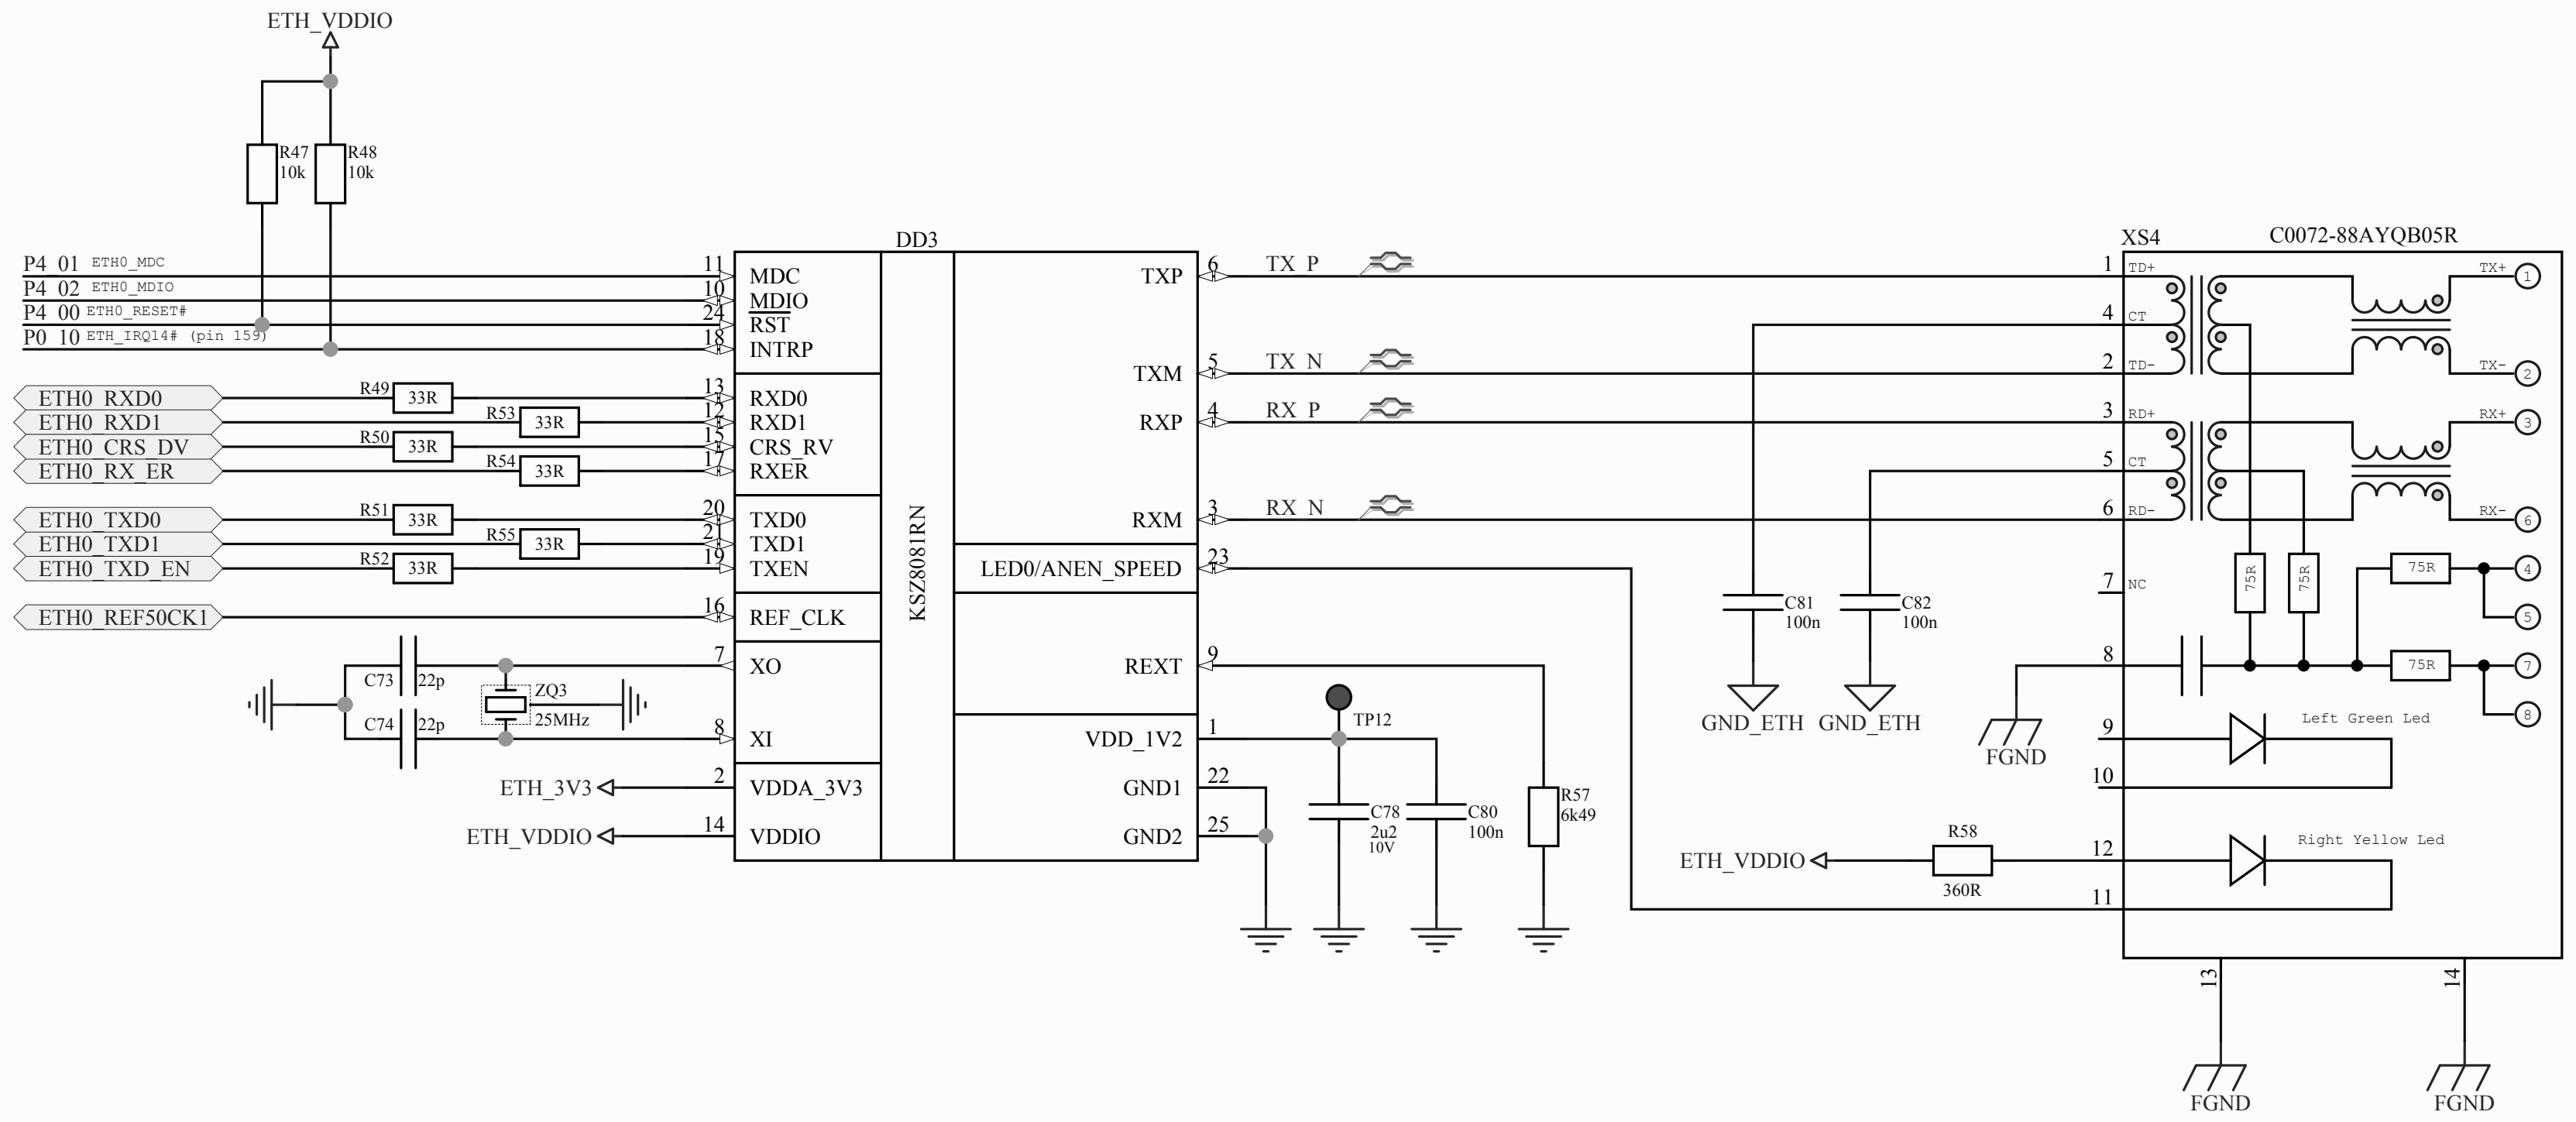 ETH_VDDIO
R47
10k
R48
10k
P4_01 ETH0_MDC
P4_02 ETH0_MDIO
P4_00 ETH0_RESET#
P0_10 ETH_IRQ14# (pin 159)
ETH0_RXD0
R49
33R
ETH0_RXD1
R53
33R
ETH0_CRS_DV
R50
33R
ETH0_RX_ER
R54
33R
ETH0_TXD0
R51
33R
ETH0_TXD1
R55
33R
ETH0_TXD_EN
R52
33R
ETH0_REF50CK1
C73
22p
C74
22p
ZQ3
25MHz
ETH_3V3
ETH_VDDIO
DD3
KSZ8081RN
11 MDC
10 MDIO
24 RST
18 INTRP
13 RXD0
12 RXD1
15 CRS_RV
17 RXER
20 TXD0
21 TXD1
19 TXEN
16 REF_CLK
7 XO
8 XI
2 VDDA_3V3
14 VDDIO
TXP 6 TX_P
TXM 5 TX_N
RXP 4 RX_P
RXM 3 RX_N
LED0/ANEN_SPEED 23
REXT 9
VDD_1V2 1
GND1 22
GND2 25
TP12
C78
2u2
10V
C80
100n
R57
6k49
C81
100n
GND_ETH
C82
100n
GND_ETH
FGND
ETH_VDDIO
R58
360R
XS4
C0072-88AYQB05R
1 TD+
4 CT
2 TD-
3 RD+
5 CT
6 RD-
7 NC
8
9
10
12
11
TX+ 1
TX- 2
RX+ 3
RX- 6
75R
75R
75R
4
5
75R
7
8
Left Green Led
Right Yellow Led
13
14
FGND
FGND